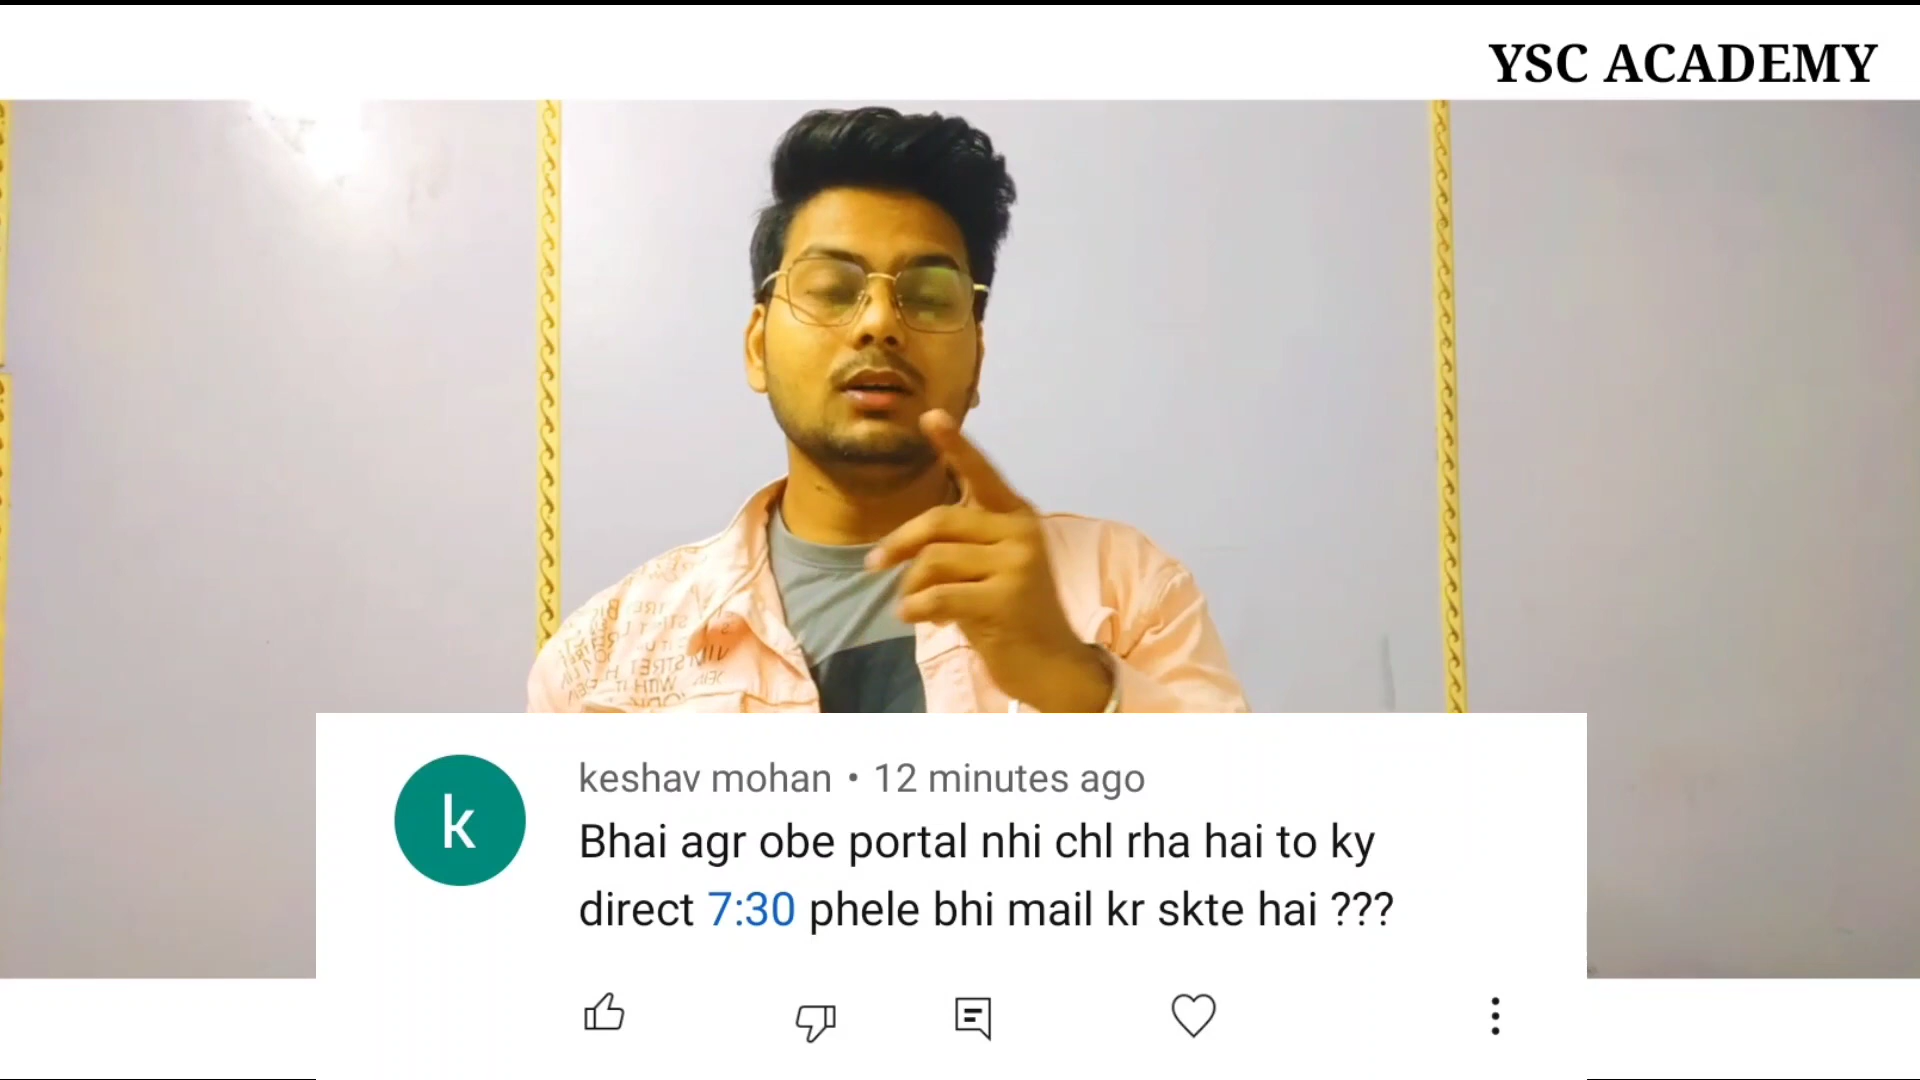 YSC ACADEMY
keshav mohan • 12 minutes ago
k
Bhai agr obe portal nhi chl rha hai to ky
direct 7:30 phele bhi mail kr skte hai ???